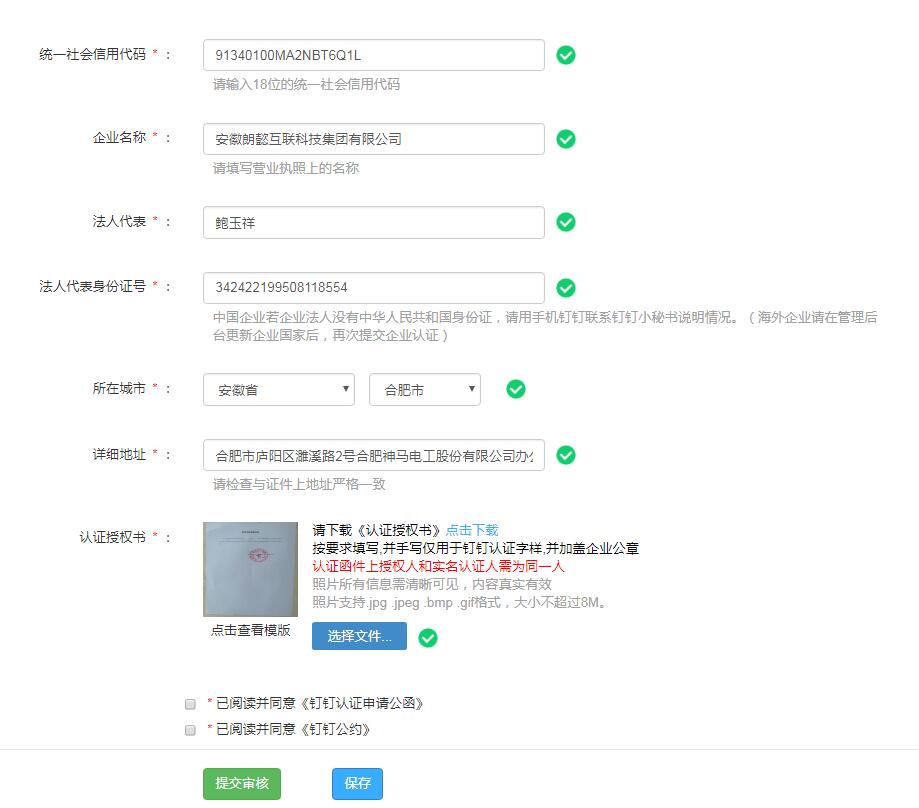 统一社会信用代码 * ： 91340100MA2NBT6Q1L
请输入18位的统一社会信用代码
企业名称 * ： 安徽朗懿互联科技集团有限公司
请填写营业执照上的名称
法人代表 * ： 鲍玉祥
法人代表身份证号 * ： 342422199508118554
中国企业若企业法人没有中华人民共和国身份证，请用手机钉钉联系钉钉小秘书说明情况。（海外企业请在管理后
台更新企业国家后，再次提交企业认证）
所在城市 * ： 安徽省 合肥市
详细地址 * ： 合肥市庐阳区濉溪路2号合肥神马电工股份有限公司办
请检查与证件上地址严格一致
认证授权书 * ：
请下载《认证授权书》点击下载
按要求填写,并手写仅用于钉钉认证字样,并加盖企业公章
认证函件上授权人和实名认证人需为同一人
照片所有信息需清晰可见，内容真实有效
照片支持.jpg .jpeg .bmp .gif格式，大小不超过8M。
点击查看模版
选择文件...
* 已阅读并同意《钉钉认证申请公函》
* 已阅读并同意《钉钉公约》
提交审核 保存